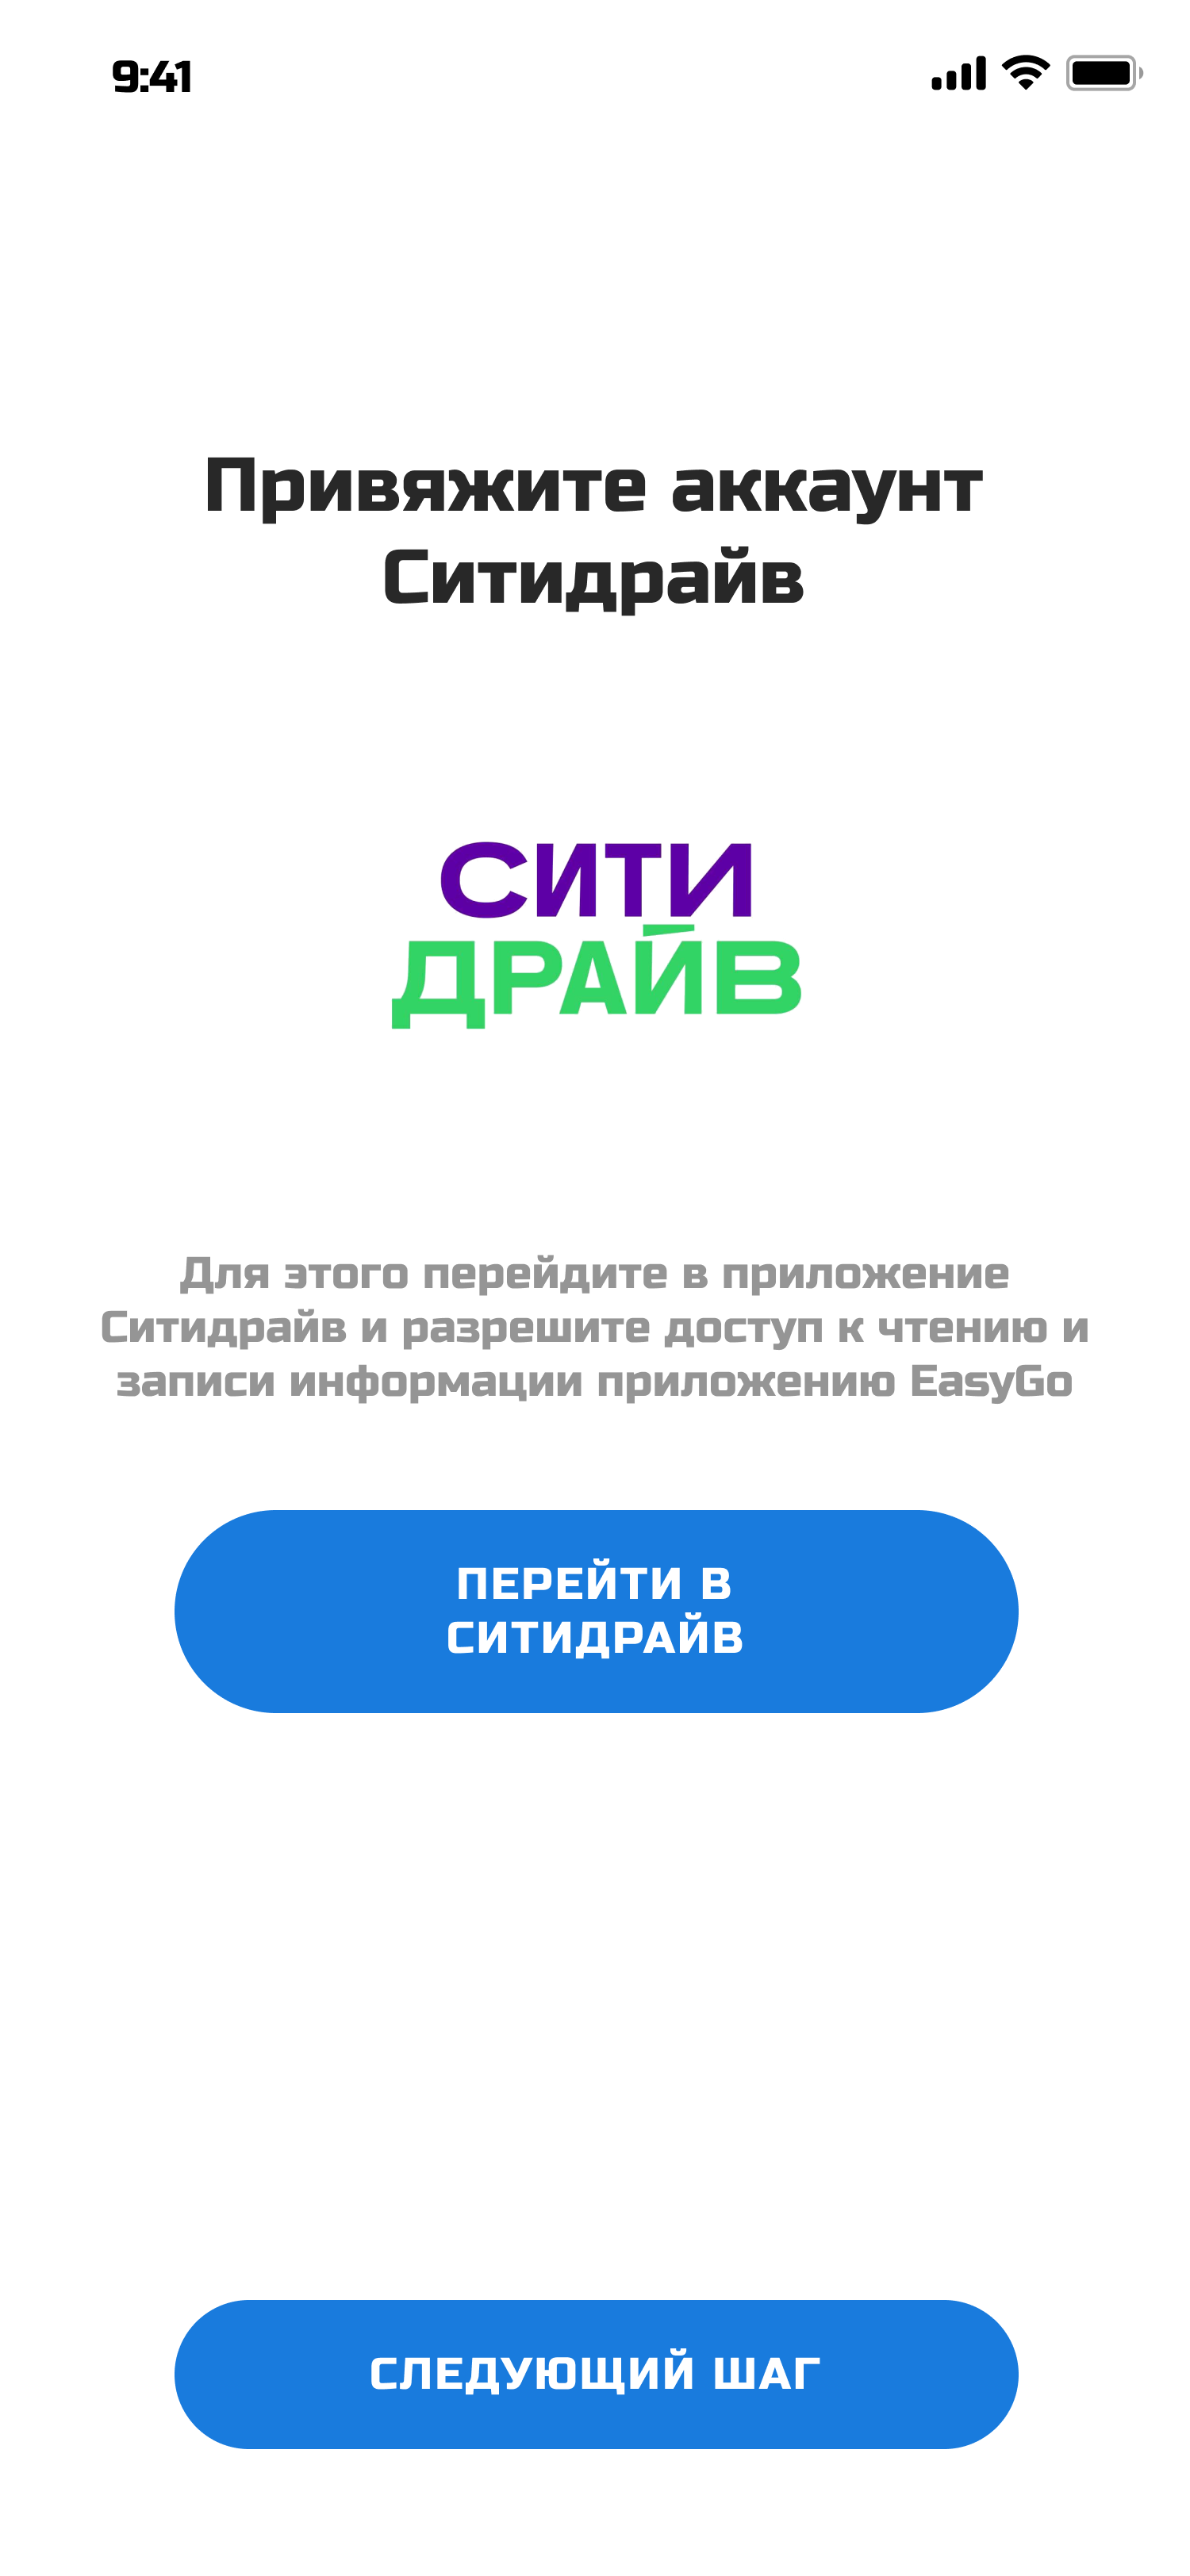 9:41
Привяжите аккаунт
Ситидрайв
СИТИ
ДРАЙВ
Для этого перейдите в приложение
Ситидрайв и разрешите доступ к чтению и
записи информации приложению EasyGo
ПЕРЕЙТИ В
СИТИДРАЙВ
СЛЕДУЮЩИЙ ШАГ